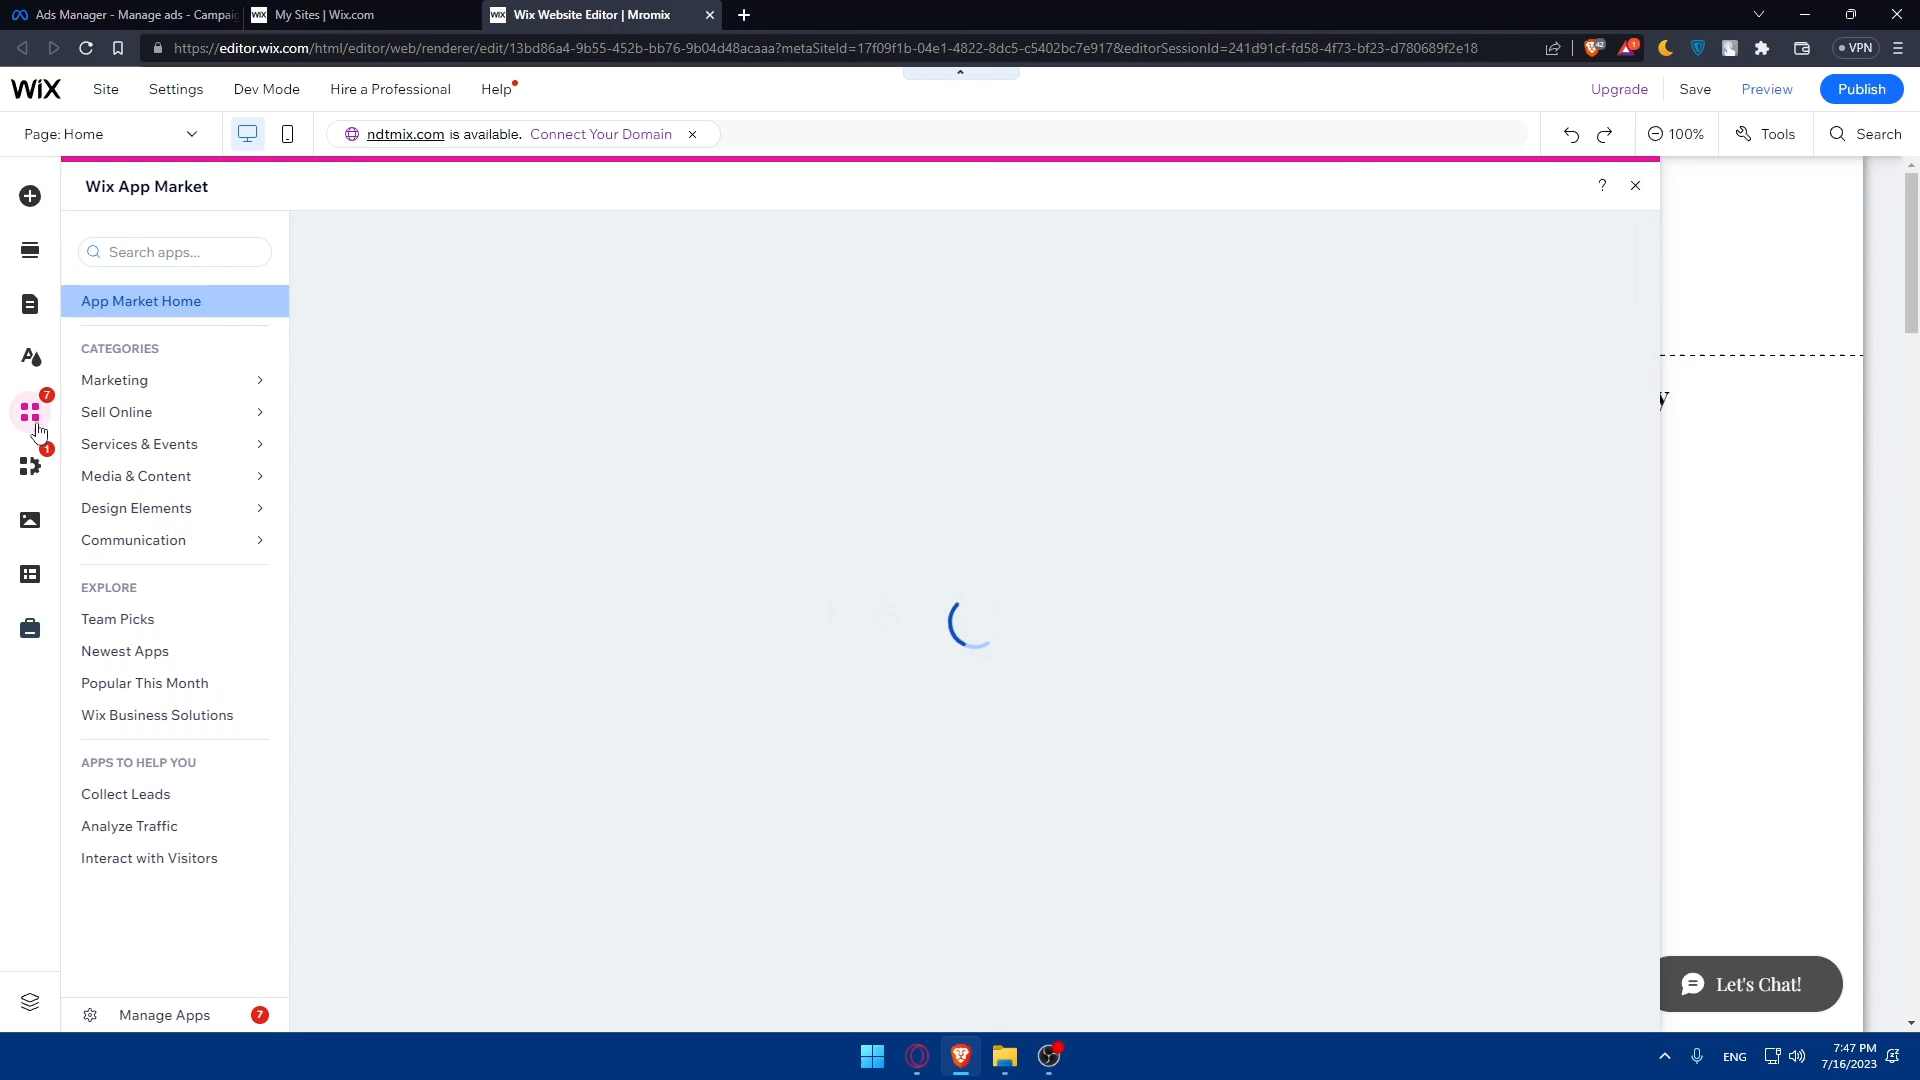 Ads Manager - Manage ads - Campaig
My Sites | Wix.com
Wix Website Editor | Mromix
https://editor.wix.com/html/editor/web/renderer/edit/13bd86a4-9b55-452b-bb76-9b04d48acaaa?metaSiteId=17f09f1b-04e1-4822-8dc5-c5402bc7e917&editorSessionId=241d91cf-fd58-4f73-bf23-d780689f2e18
42
1
VPN
WiX
Site
Settings
Dev Mode
Hire a Professional
Help
Upgrade
Save
Preview
Publish
Page: Home
ndtmix.com is available. Connect Your Domain
100%
Tools
Search
Wix App Market
?
Search apps...
App Market Home
CATEGORIES
Marketing
7
Sell Online
Services & Events
1
Media & Content
Design Elements
Communication
EXPLORE
Team Picks
Newest Apps
Popular This Month
Wix Business Solutions
APPS TO HELP YOU
Collect Leads
Analyze Traffic
Interact with Visitors
y
Let's Chat!
Manage Apps
7
ENG
7:47 PM
7/16/2023